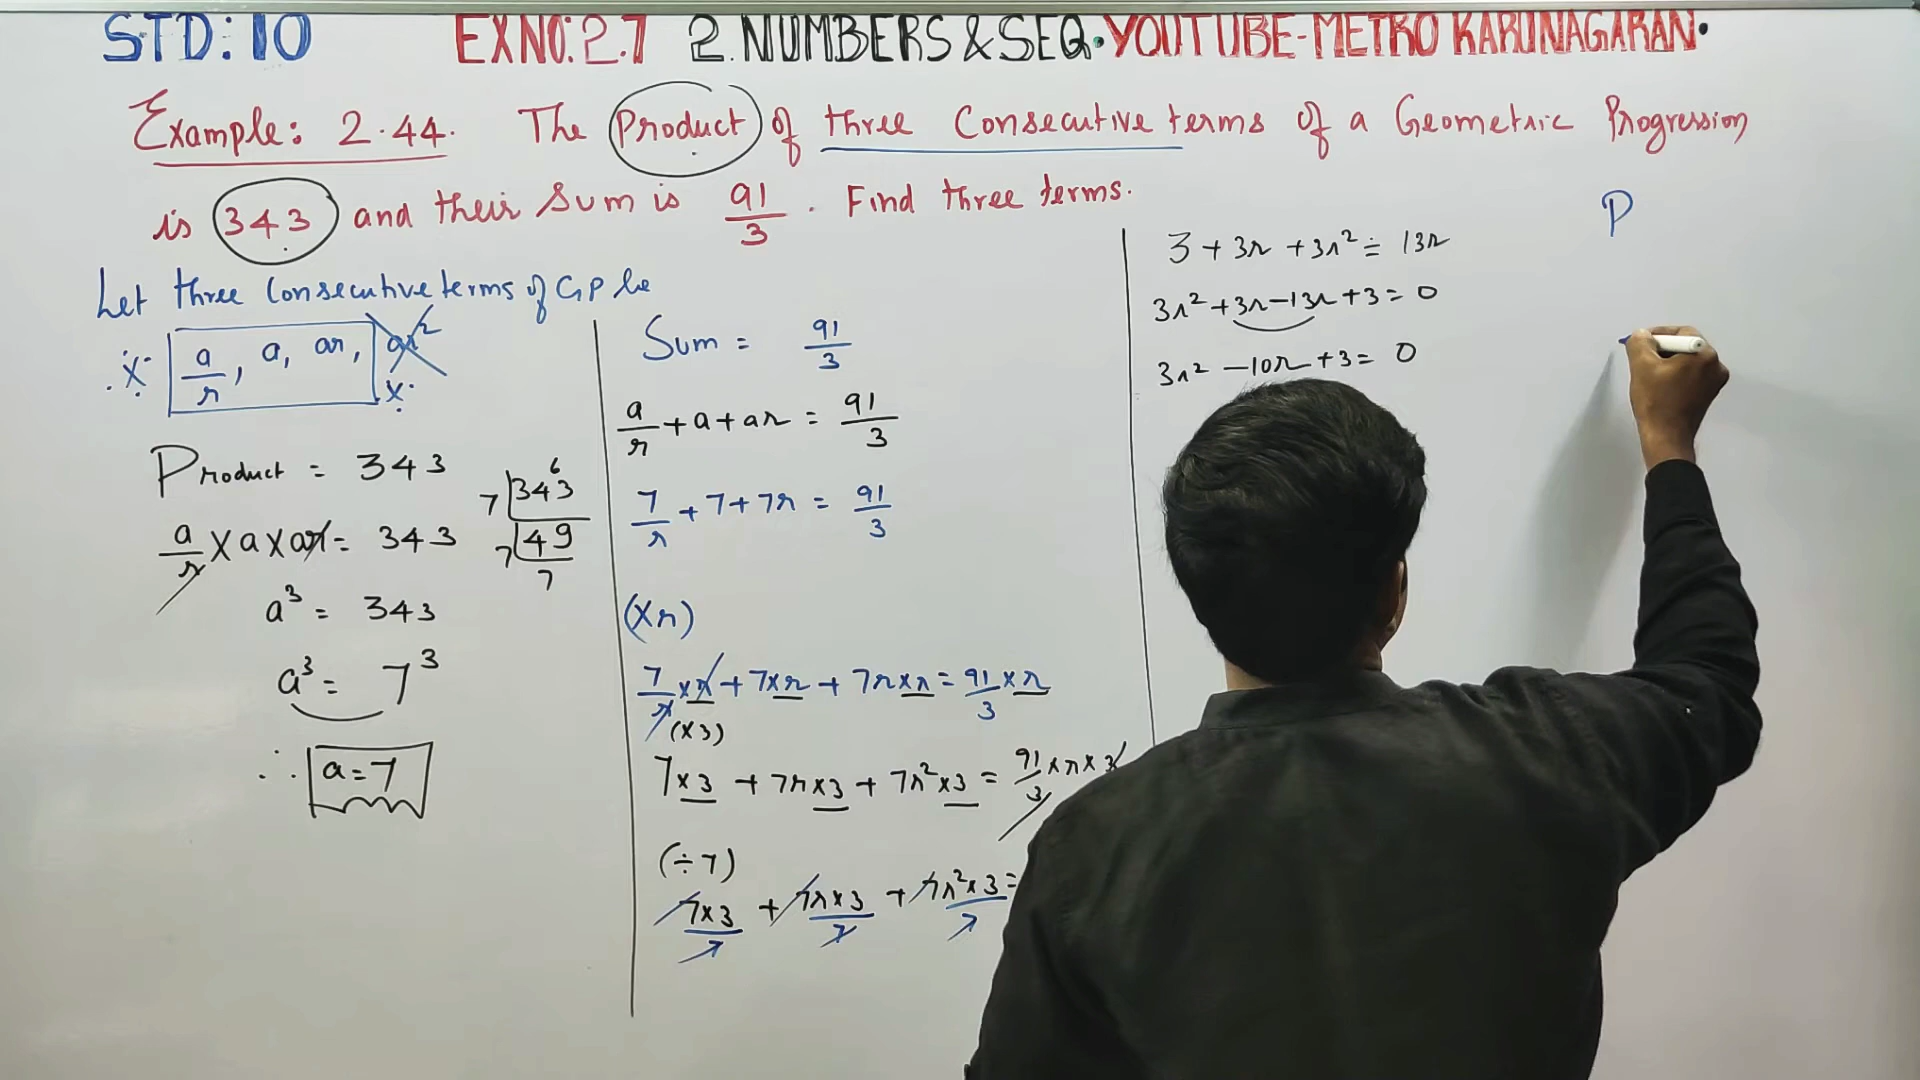 STD: 10 EX NO: 2.7 2. NUMBERS & SEQ. YOUTUBE-METRO KARUNAGARAN.
Example: 2.44. The Product of three Consecutive terms of a Geometric Progression
is 343 and their Sum is 91/3. Find three terms.
Let three Consecutive terms of GP be
a/r, a, ar, ar²
Product = 343
a/r × a × ar = 343
7 | 343
7 | 49
7
a³ = 343
a³ = 7³
∴ a = 7
Sum = 91/3
a/r + a + ar = 91/3
7/r + 7 + 7r = 91/3
(×r)
7/r × r + 7×r + 7r×r = 91/3 × r
(×3)
7×3 + 7r×3 + 7r²×3 = 91/3 × r × 3
(÷7)
7×3/7 + 7r×3/7 + 7r²×3/7 =
3 + 3r + 3r² = 13r
3r² + 3r - 13r + 3 = 0
3r² - 10r + 3 = 0
P